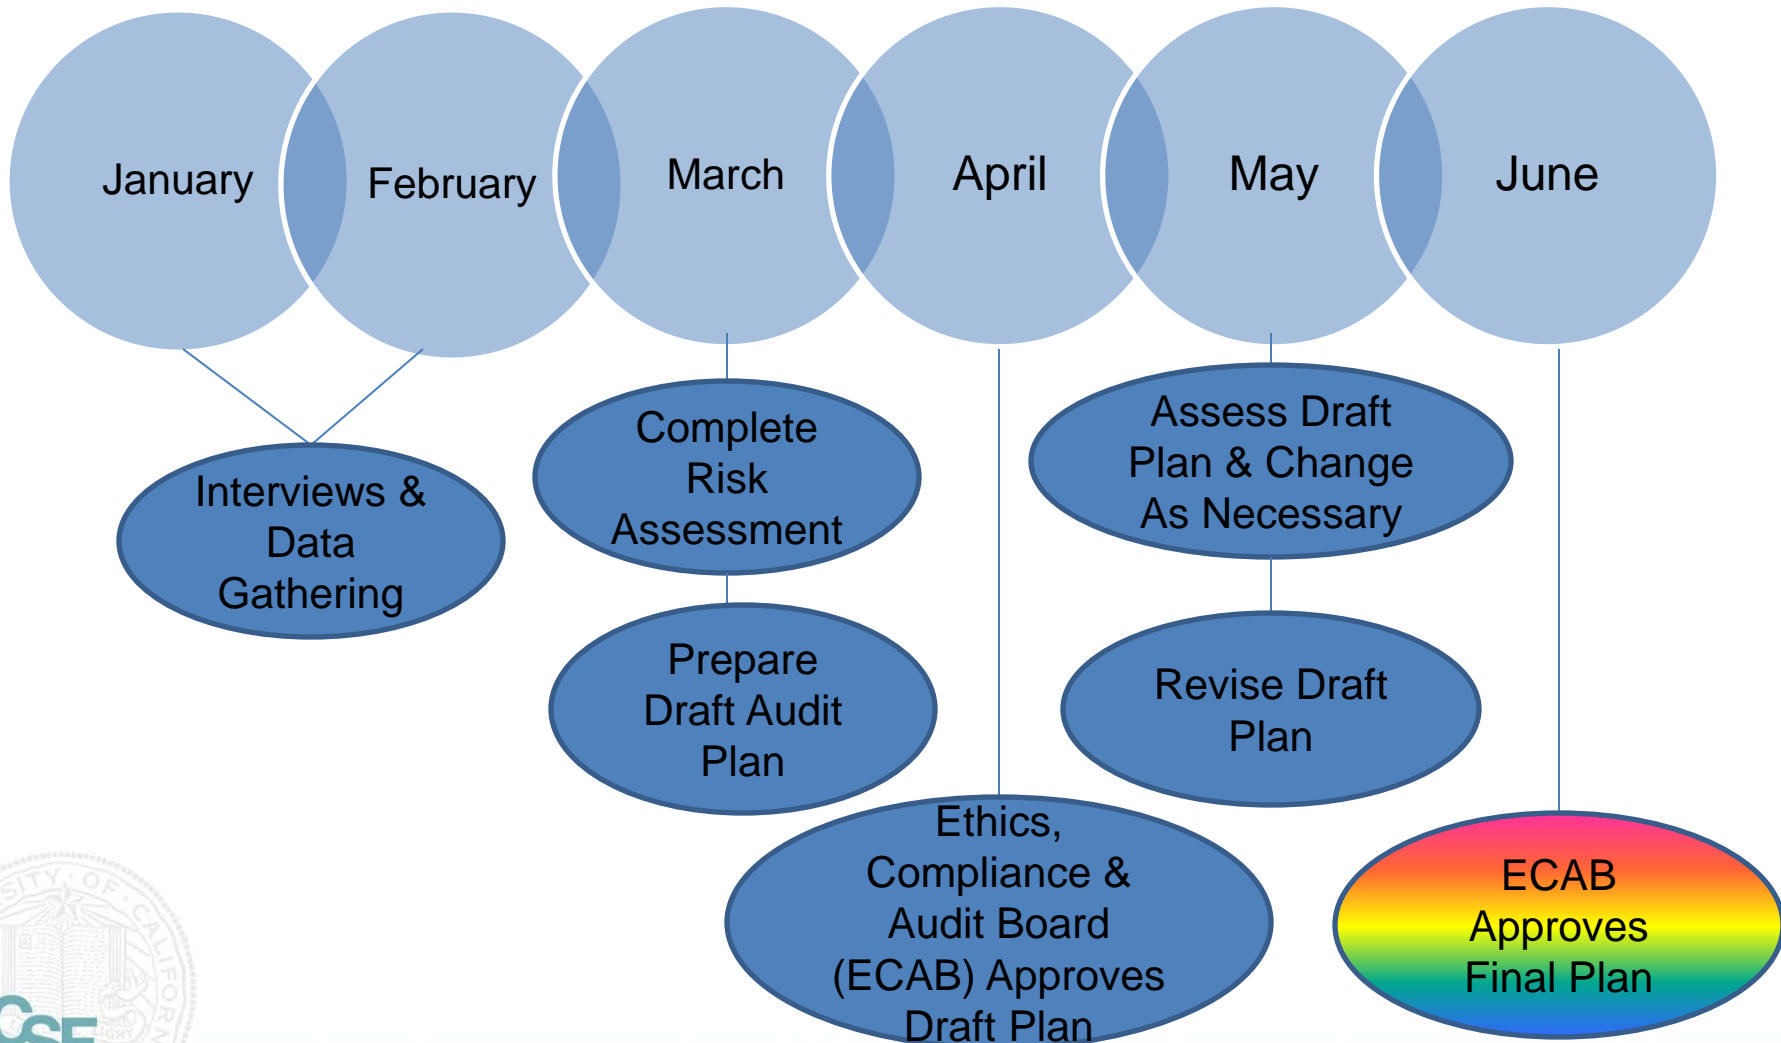 January
February
March
April
May
June
Interviews &
Data
Gathering
Complete
Risk
Assessment
Prepare
Draft Audit
Plan
Ethics,
Compliance &
Audit Board
(ECAB) Approves
Draft Plan
Assess Draft
Plan & Change
As Necessary
Revise Draft
Plan
ECAB
Approves
Final Plan